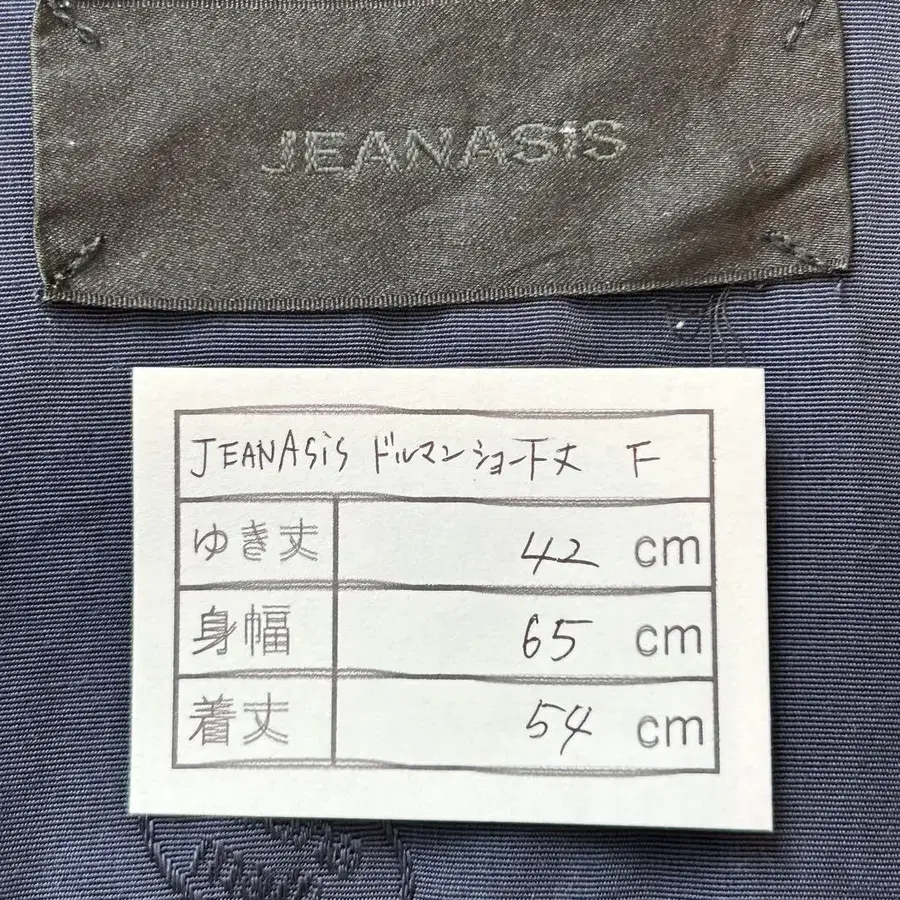 JEANASIS
JEANASiS ドルマンショート丈 F
ゆき丈 42 cm
身幅 65 cm
着丈 54 cm